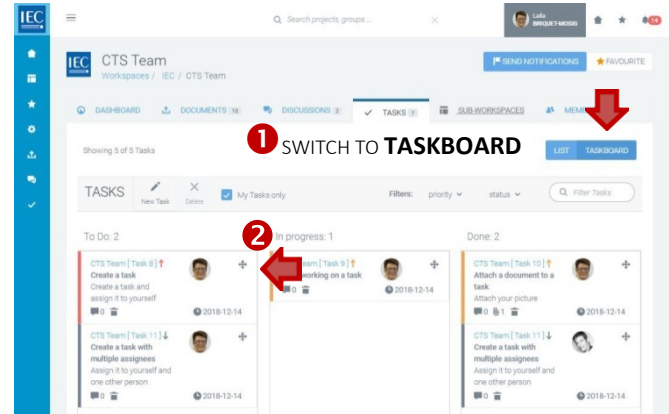 IEC
Search projects, groups...
Laila
BRIQUET-MOSIG
14
IEC
CTS Team
Workspaces / IEC / CTS Team
SEND NOTIFICATIONS
FAVOURITE
DASHBOARD
DOCUMENTS 10
DISCUSSIONS 2
TASKS 7
SUB-WORKSPACES
MEM
1 SWITCH TO TASKBOARD
Showing 5 of 5 Tasks
LIST
TASKBOARD
TASKS
New Task
Delete
My Tasks only
Filters:
priority
status
Filter Tasks
To Do: 2
2
In progress: 1
Done: 2
CTS Team [ Task 8 ]
Create a task
Create a task and
assign it to yourself
0
2018-12-14
CTS Team [ Task 11 ]
Create a task with
multiple assignees
Assign it to yourself and
one other person
0
2018-12-14
eam [ Task 9 ]
working on a task
0
2018-12-14
CTS Team [ Task 10 ]
Attach a document to a
task
Attach your picture
0 1
2018-12-14
CTS Team [ Task 11 ]
Create a task with
multiple assignees
Assign it to yourself and
one other person
0
2018-12-14